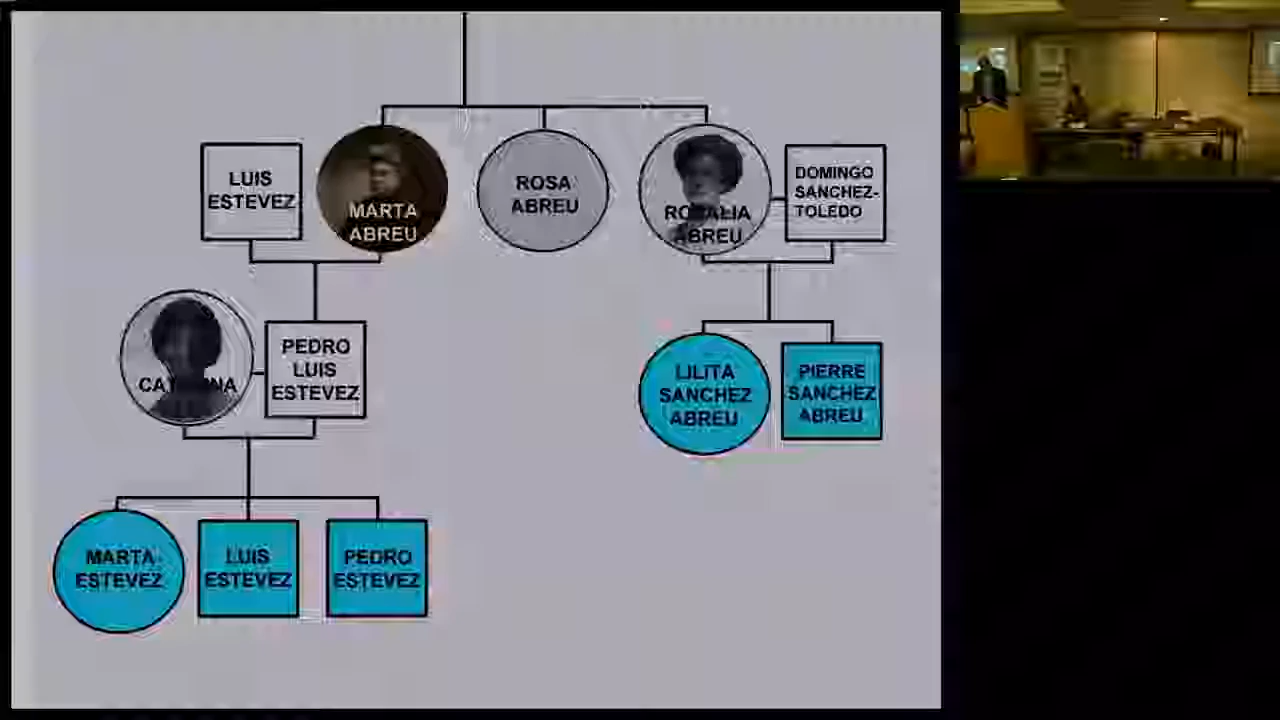 LUIS
ESTEVEZ
MARTA
ABREU
ROSA
ABREU
ROSALIA
ABREU
DOMINGO
SANCHEZ-
TOLEDO
PEDRO
LUIS
ESTEVEZ
LILITA
SANCHEZ
ABREU
PIERRE
SANCHEZ
ABREU
MARTA
ESTEVEZ
LUIS
ESTEVEZ
PEDRO
ESTEVEZ